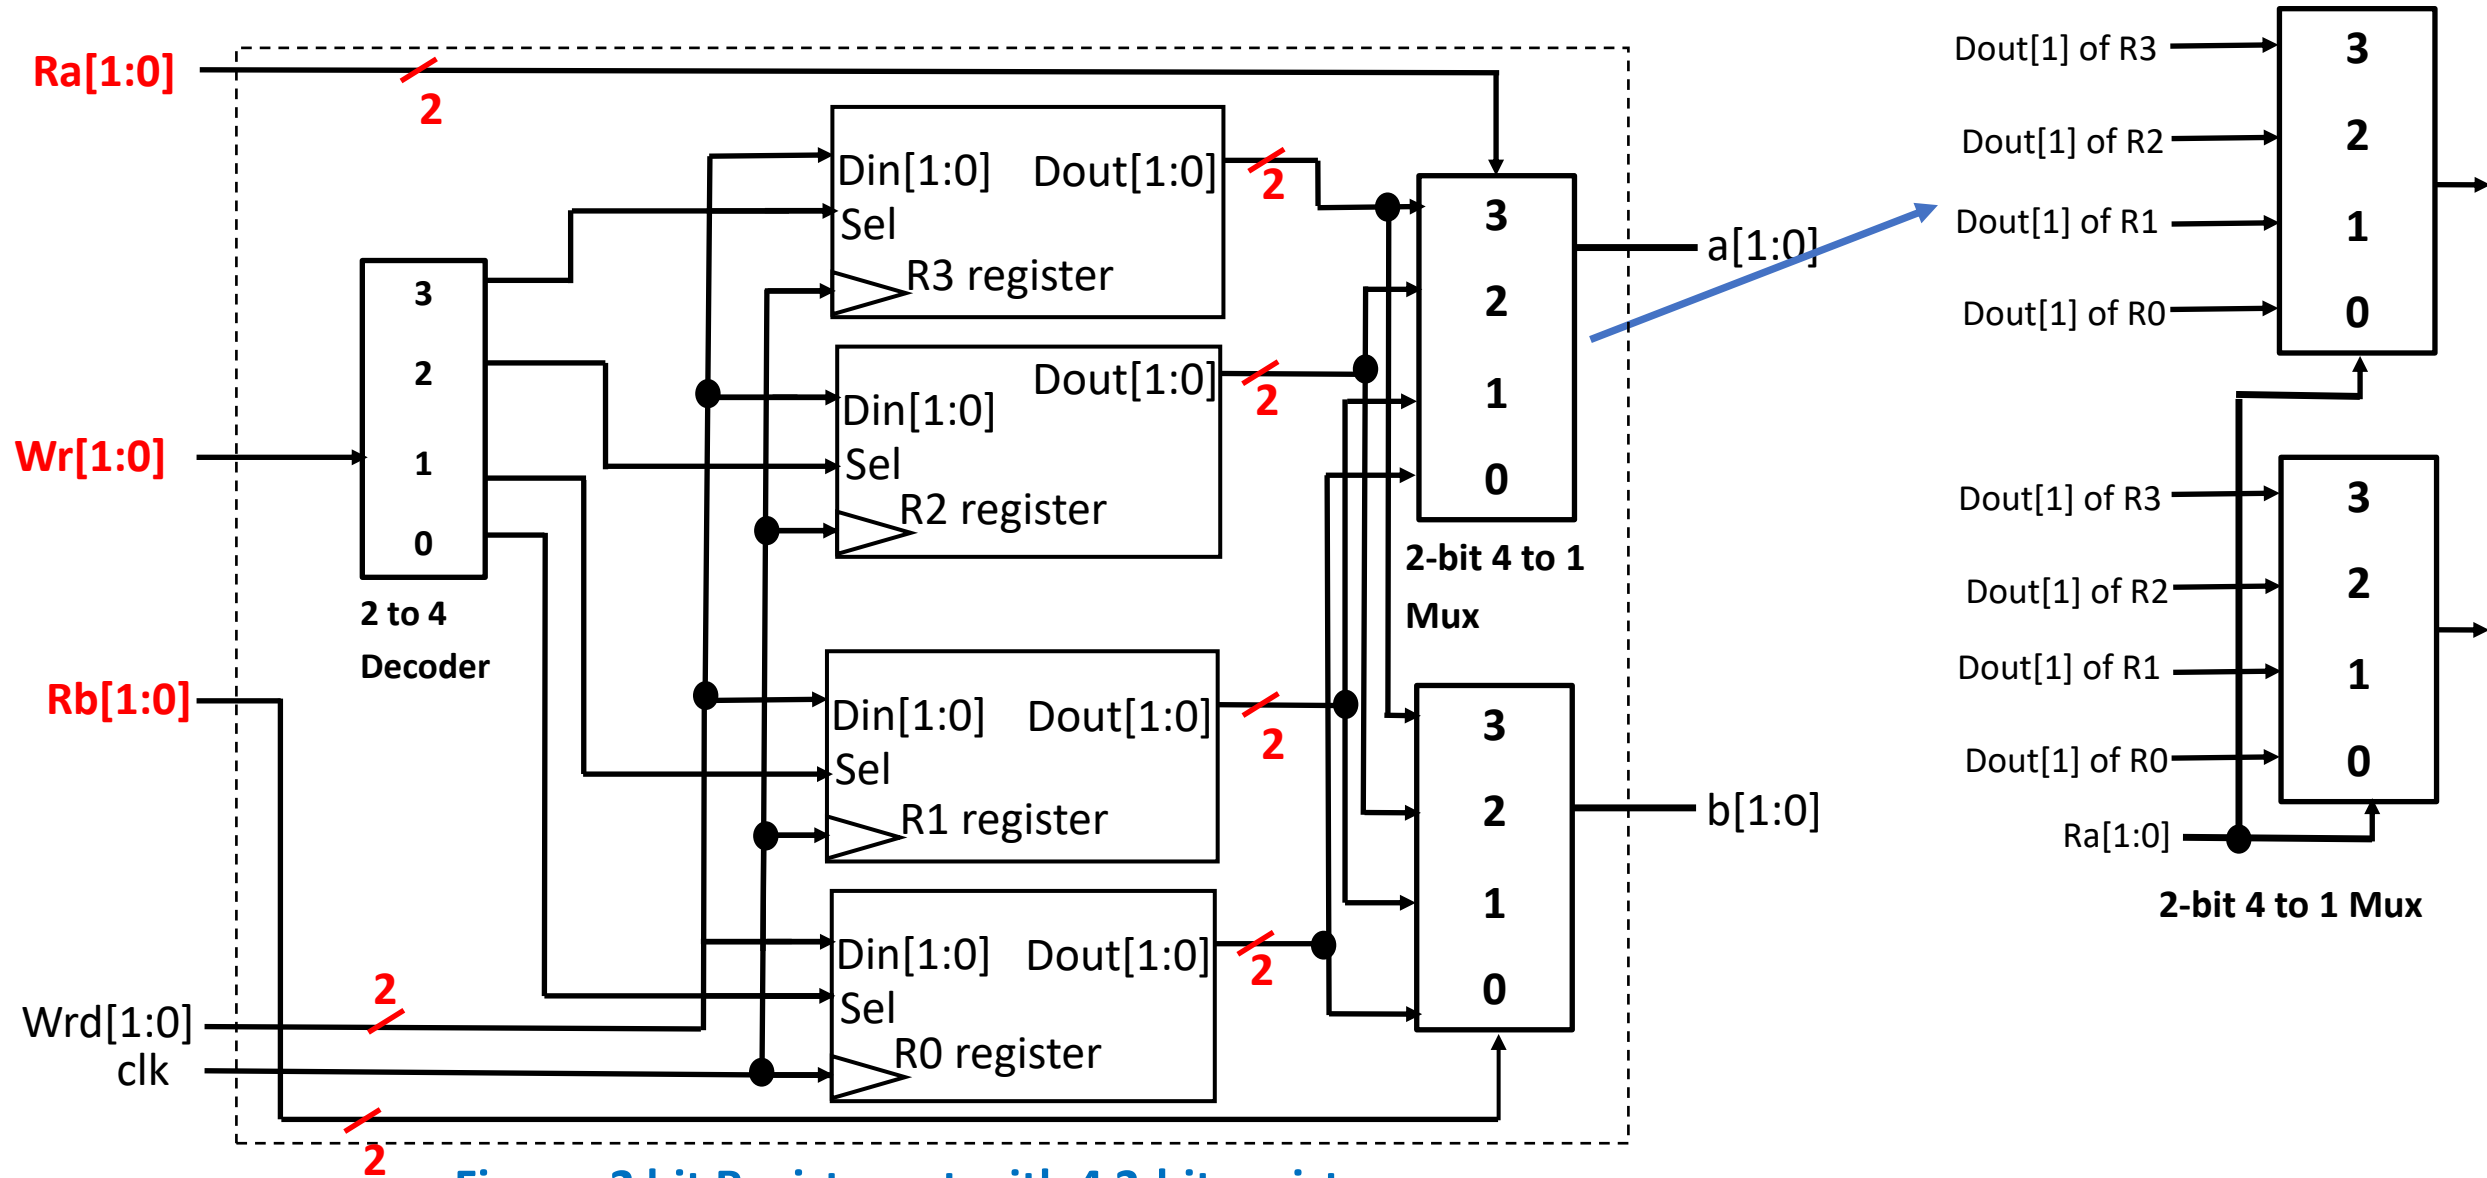 Ra[1:0]
2
Wr[1:0]
3
2
1
0
2 to 4
Decoder
Rb[1:0]
Wrd[1:0]
2
clk
2
Din[1:0] Dout[1:0]
Sel
R3 register
2
Dout[1:0]
Din[1:0]
Sel
R2 register
2
Din[1:0] Dout[1:0]
Sel
R1 register
2
Din[1:0] Dout[1:0]
Sel
R0 register
2
3
2
1
0
2-bit 4 to 1
Mux
a[1:0]
3
2
1
0
b[1:0]
Dout[1] of R3
Dout[1] of R2
Dout[1] of R1
Dout[1] of R0
3
2
1
0
Dout[1] of R3
Dout[1] of R2
Dout[1] of R1
Dout[1] of R0
3
2
1
0
Ra[1:0]
2-bit 4 to 1 Mux